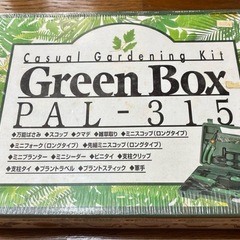 Casual Gardening Kit
Green Box
PAL-315
◆万能ばさみ ◆スコップ ◆クマデ ◆雑草取り ◆ミニスコップ(ロングタイプ)
◆ミニフォーク(ロングタイプ) ◆先細ミニスコップ(ロングタイプ)
◆ミニプランター ◆ミニシーダー ◆ビニタイ ◆支柱クリップ
◆支柱タイ ◆プラントラベル ◆プラントスティック ◆軍手